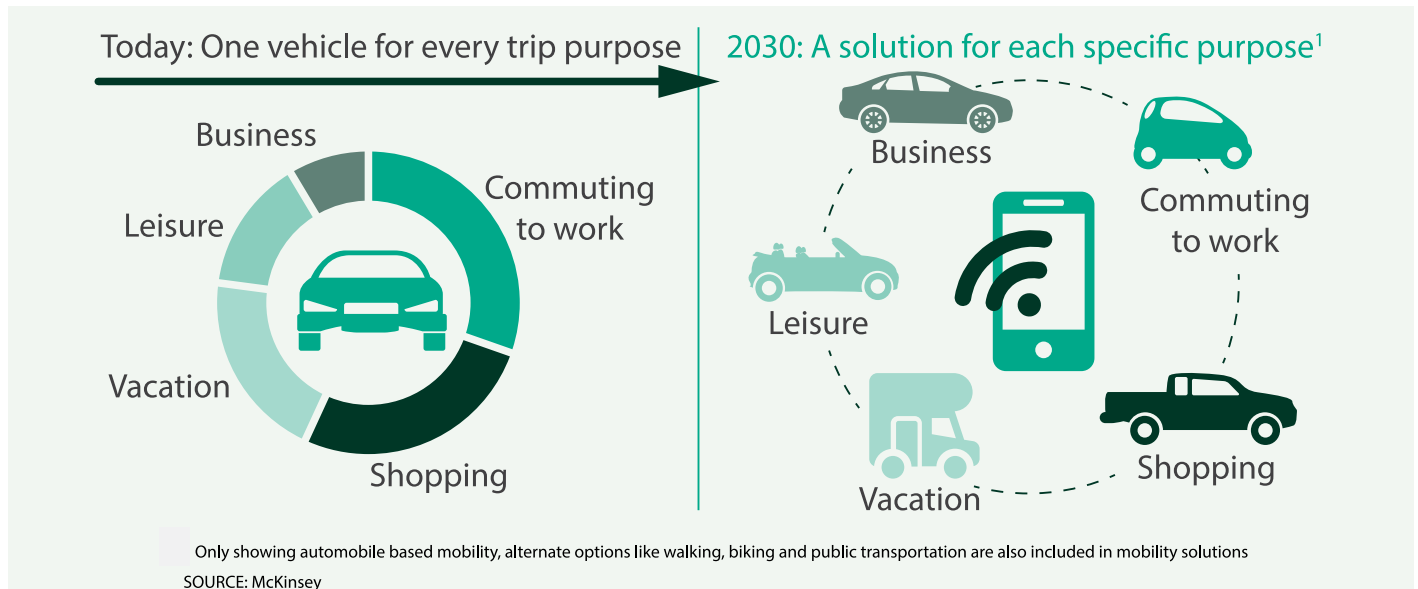 Today: One vehicle for every trip purpose
Business
Leisure
Commuting
to work
Vacation
Shopping
2030: A solution for each specific purpose¹
Business
Commuting
to work
Leisure
Shopping
Vacation
Only showing automobile based mobility, alternate options like walking, biking and public transportation are also included in mobility solutions
SOURCE: McKinsey